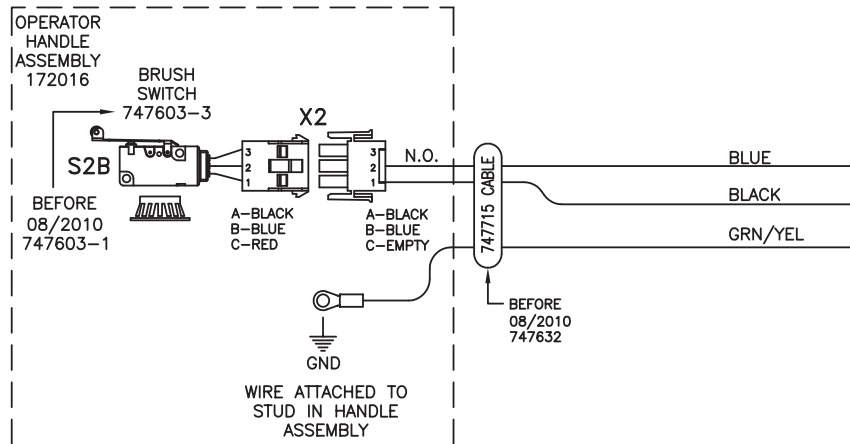 OPERATOR
HANDLE
ASSEMBLY
172016
BRUSH
SWITCH
747603-3
X2
S2B
3
2
1
3
2
1
N.O.
BEFORE
08/2010
747603-1
A-BLACK
B-BLUE
C-RED
A-BLACK
B-BLUE
C-EMPTY
747715 CABLE
BLUE
BLACK
GRN/YEL
BEFORE
08/2010
747632
GND
WIRE ATTACHED TO
STUD IN HANDLE
ASSEMBLY